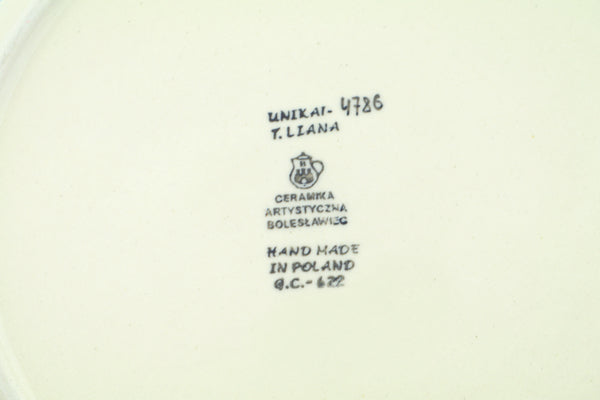 UNIKAT- 4786
T. LIANA
CERAMIKA
ARTYSTYCZNA
BOLESŁAWIEC
HAND MADE
IN POLAND
Q.C.-622